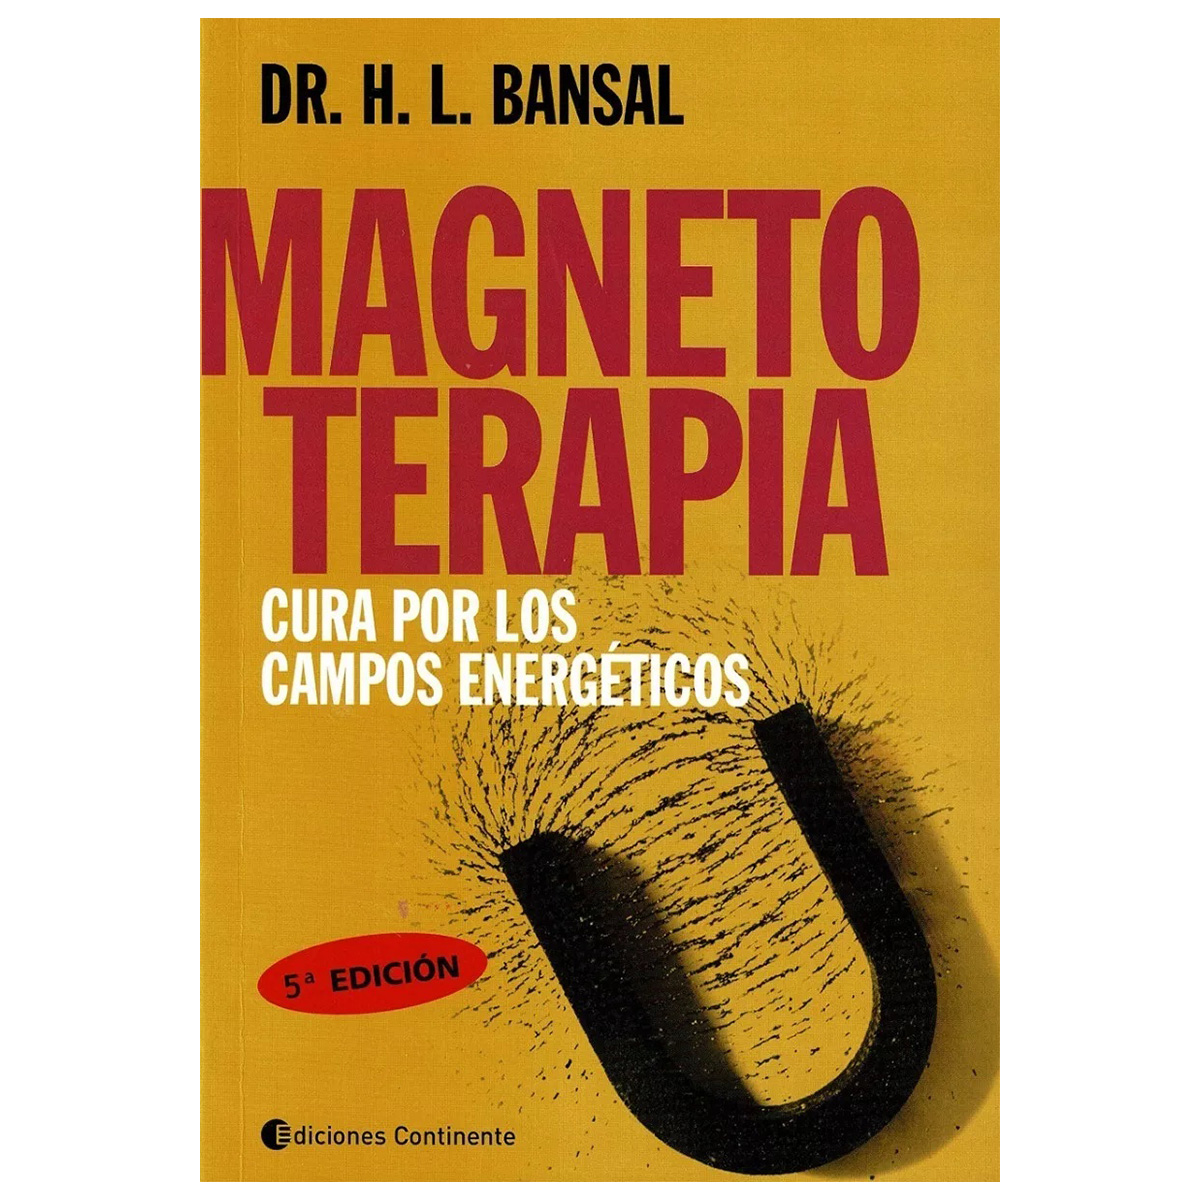 DR. H. L. BANSAL
MAGNETO
TERAPIA
CURA POR LOS
CAMPOS ENERGÉTICOS
5ª EDICIÓN
Ediciones Continente